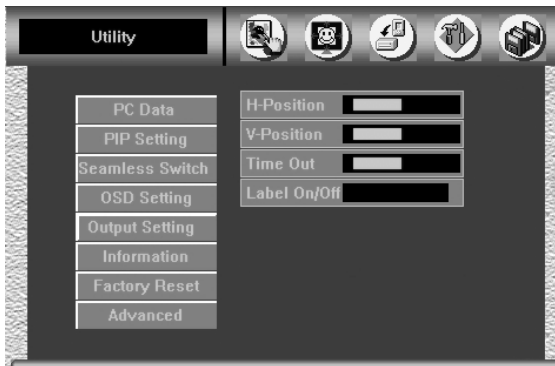 Utility
PC Data
PIP Setting
Seamless Switch
OSD Setting
Output Setting
Information
Factory Reset
Advanced
H-Position
V-Position
Time Out
Label On/Off